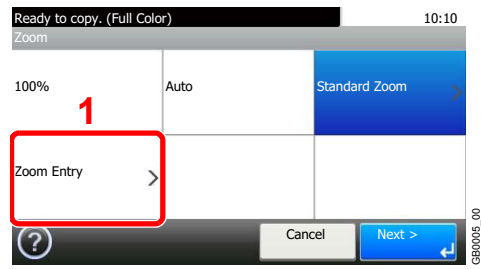 Ready to copy. (Full Color) 10:10
Zoom
100% Auto Standard Zoom
1
Zoom Entry >
? Cancel Next >
GB0005_00